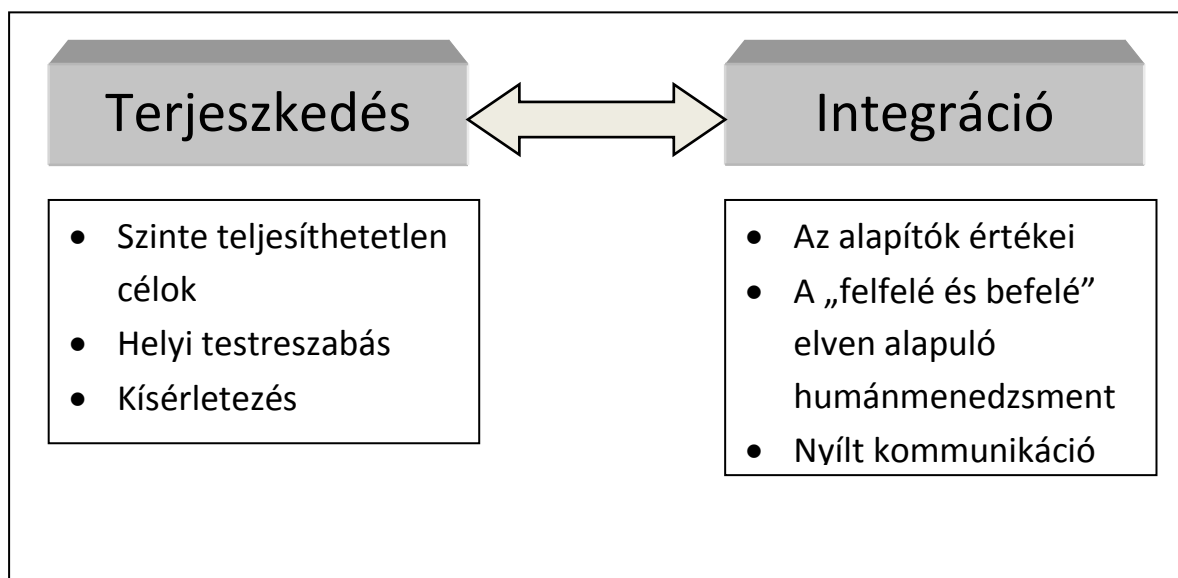 Terjeszkedés
Integráció
• Szinte teljesíthetetlen
célok
• Helyi testreszabás
• Kísérletezés
• Az alapítók értékei
• A „felfelé és befelé”
elven alapuló
humánmenedzsment
• Nyílt kommunikáció